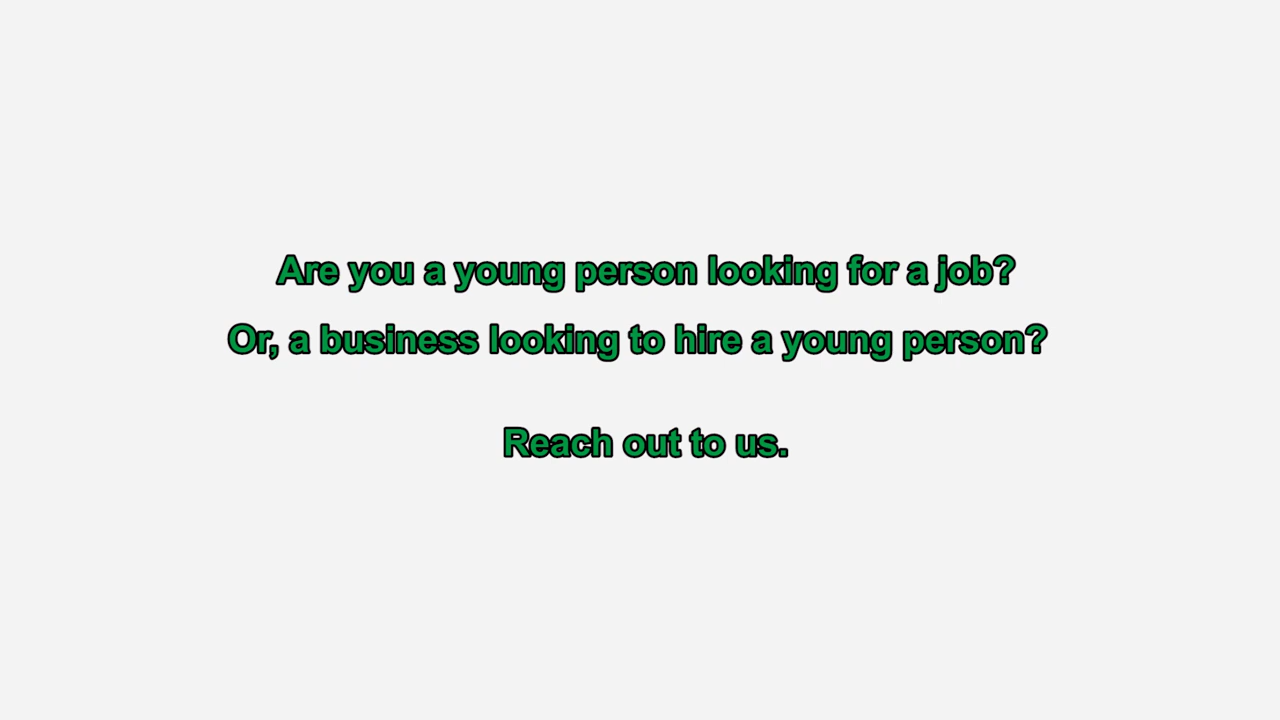 Are you a young person looking for a job?
Or, a business looking to hire a young person?
Reach out to us.